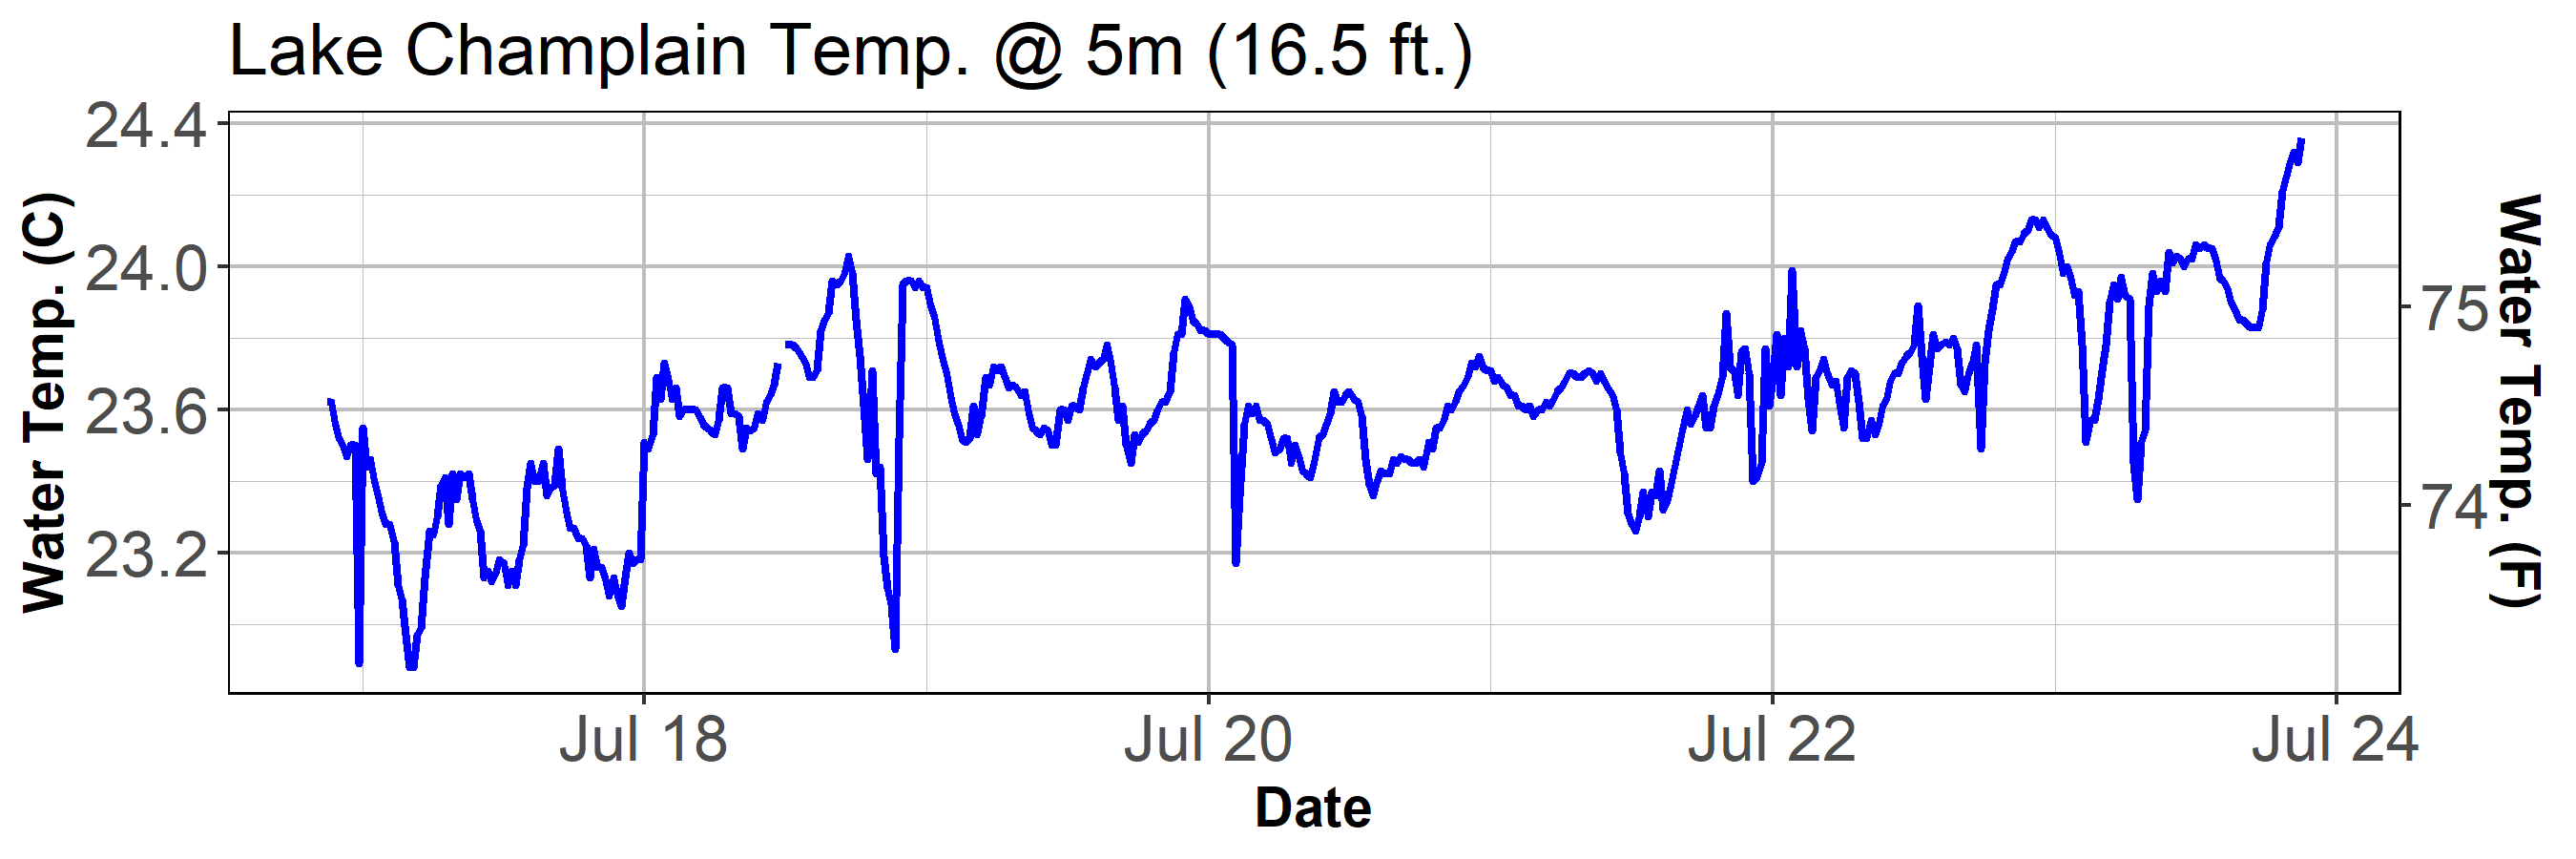 Lake Champlain Temp. @ 5m (16.5 ft.)
Water Temp. (C)
24.4
24.0
23.6
23.2
75
74
Water Temp. (F)
Jul 18 Jul 20 Jul 22 Jul 24
Date